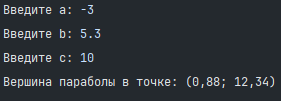 Введите a: -3
Введите b: 5.3
Введите c: 10
Вершина параболы в точке: (0,88; 12,34)